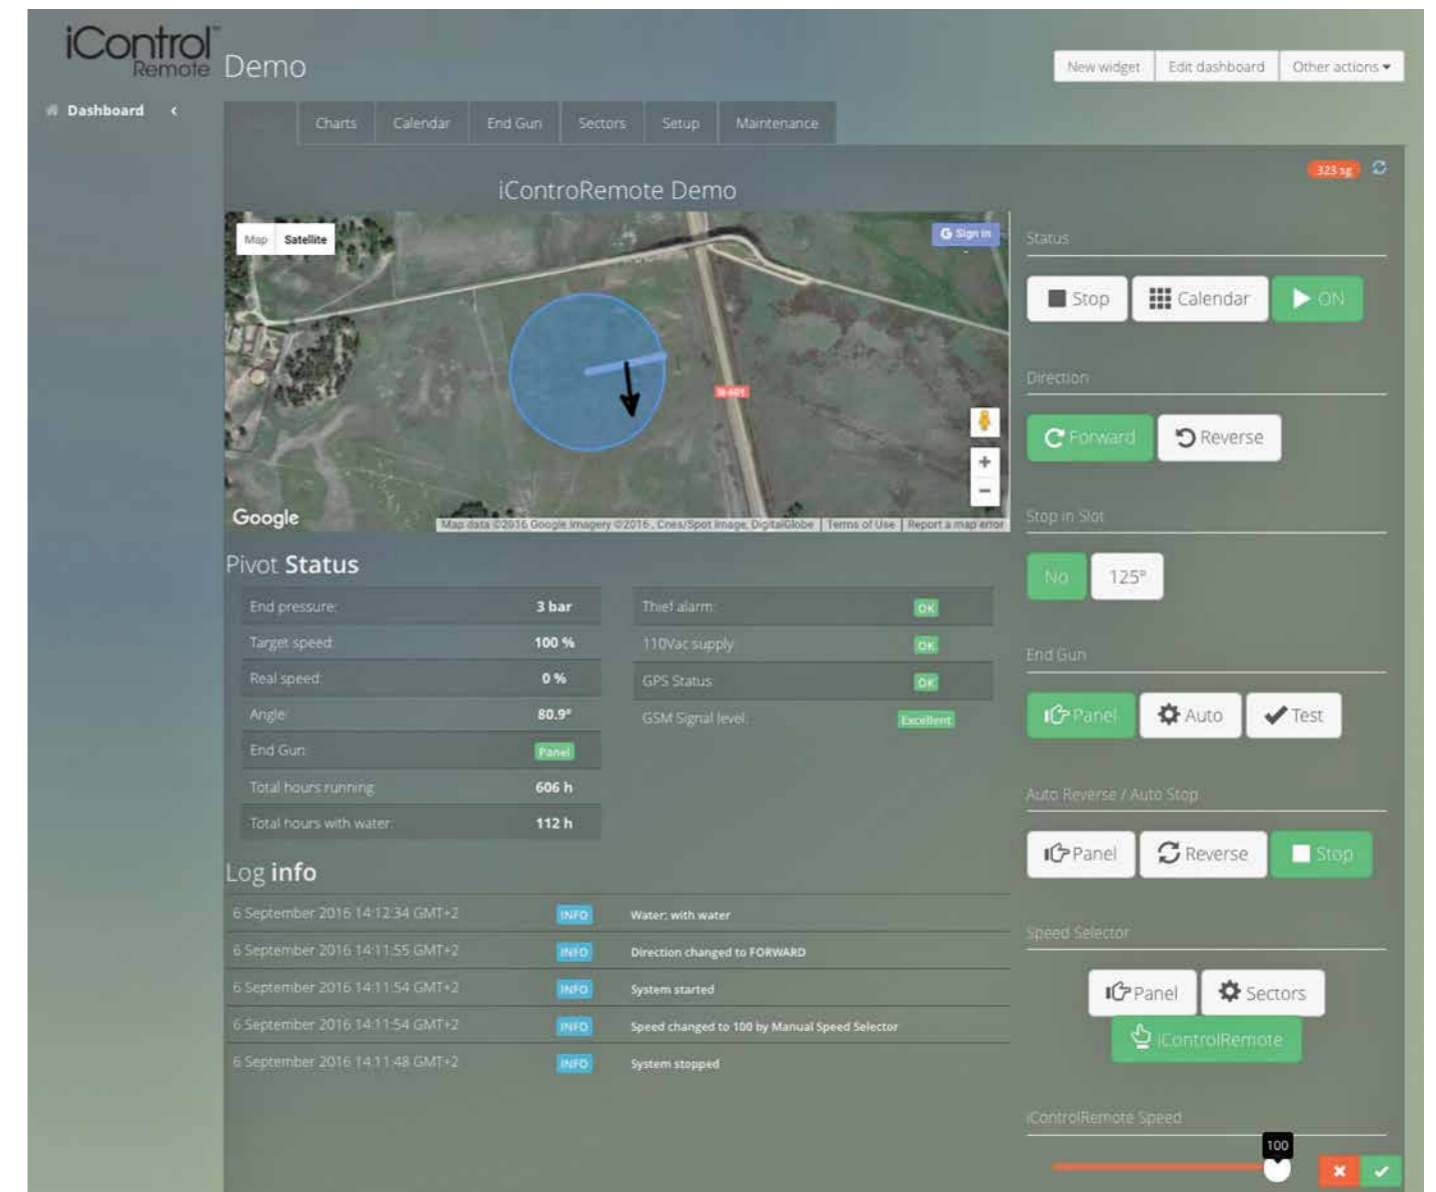 iControl™
Remote
Demo
New widget Edit dashboard Other actions
Dashboard
Charts Calendar End Gun Sectors Setup Maintenance
323 sg
iControRemote Demo
Map Satellite
G Sign in
N-601
Google
Map data ©2016 Google Imagery ©2016 , Cnes/Spot Image, DigitalGlobe Terms of Use Report a map error
Status
Stop Calendar ON
Direction
Forward Reverse
Stop in Slot
No 125º
End Gun
Panel Auto Test
Auto Reverse / Auto Stop
Panel Reverse Stop
Speed Selector
Panel Sectors
iControlRemote
iControlRemote Speed
100
Pivot Status
End pressure: 3 bar
Target speed: 100 %
Real speed: 0 %
Angle: 80.9º
End Gun: Panel
Total hours running: 606 h
Total hours with water: 112 h
Thief alarm: OK
110Vac supply: OK
GPS Status: OK
GSM Signal level: Excellent
Log info
6 September 2016 14:12:34 GMT+2 INFO Water: with water
6 September 2016 14:11:55 GMT+2 INFO Direction changed to FORWARD
6 September 2016 14:11:54 GMT+2 INFO System started
6 September 2016 14:11:54 GMT+2 INFO Speed changed to 100 by Manual Speed Selector
6 September 2016 14:11:48 GMT+2 INFO System stopped